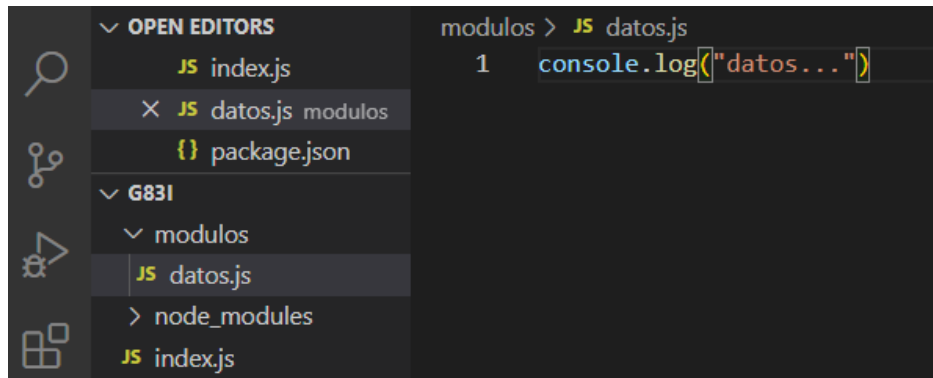 OPEN EDITORS
JS index.js
JS datos.js modulos
{} package.json
G83I
modulos
JS datos.js
node_modules
JS index.js
modulos > JS datos.js
1 console.log("datos...")